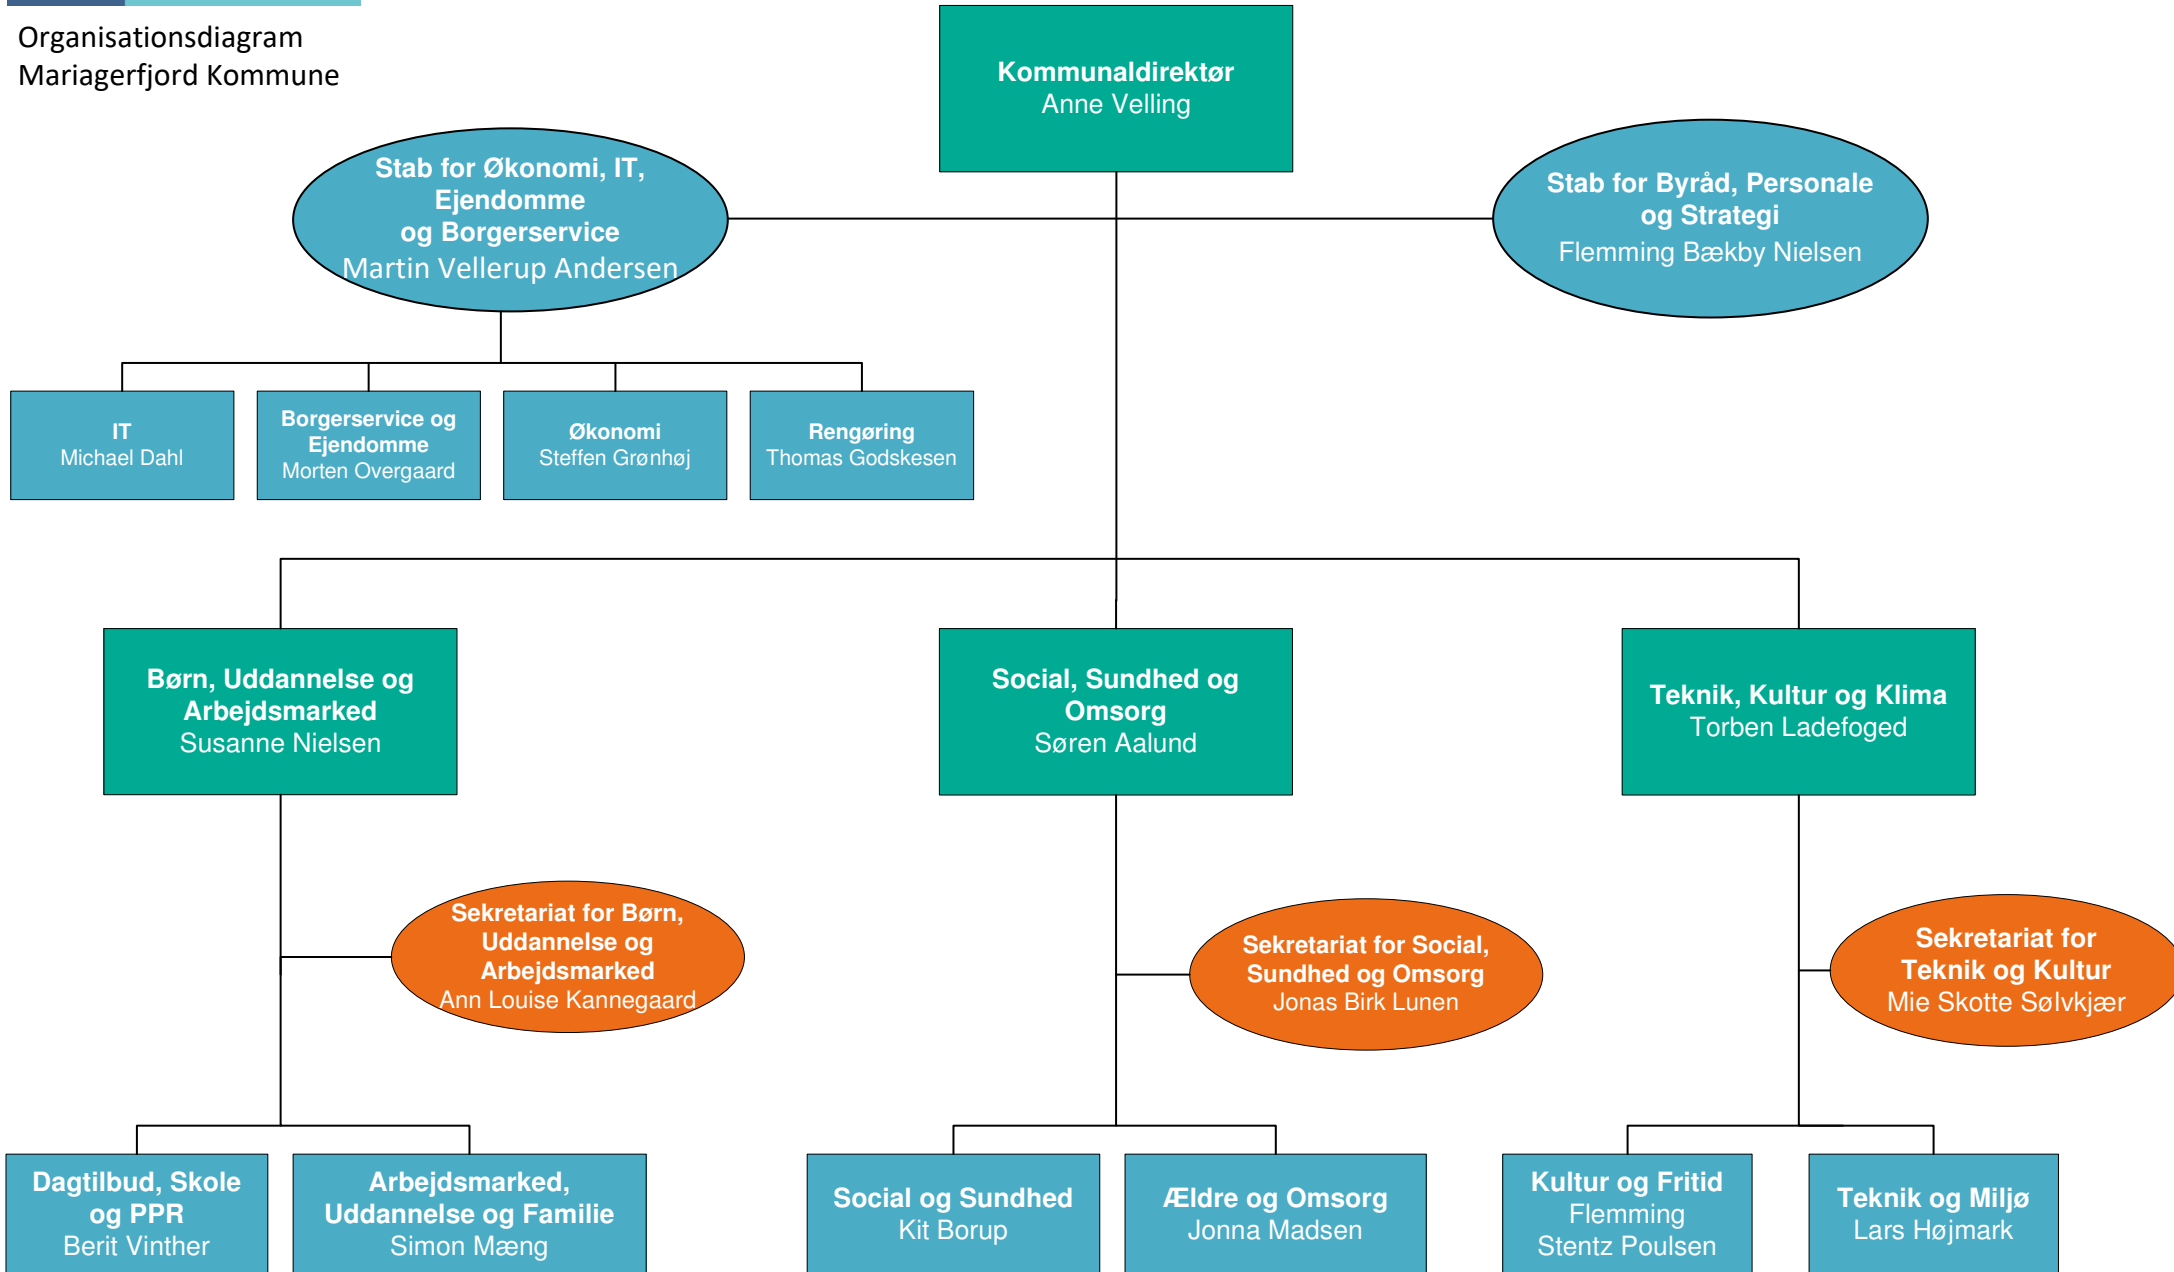 Organisationsdiagram
Mariagerfjord Kommune
Kommunaldirektør
Anne Velling
Stab for Økonomi, IT,
Ejendomme
og Borgerservice
Martin Vellerup Andersen
Stab for Byråd, Personale
og Strategi
Flemming Bækby Nielsen
IT
Michael Dahl
Borgerservice og
Ejendomme
Morten Overgaard
Økonomi
Steffen Grønhøj
Rengøring
Thomas Godskesen
Børn, Uddannelse og
Arbejdsmarked
Susanne Nielsen
Social, Sundhed og
Omsorg
Søren Aalund
Teknik, Kultur og Klima
Torben Ladefoged
Sekretariat for Børn,
Uddannelse og
Arbejdsmarked
Ann Louise Kannegaard
Sekretariat for Social,
Sundhed og Omsorg
Jonas Birk Lunen
Sekretariat for
Teknik og Kultur
Mie Skotte Sølvkjær
Dagtilbud, Skole
og PPR
Berit Vinther
Arbejdsmarked,
Uddannelse og Familie
Simon Mæng
Social og Sundhed
Kit Borup
Ældre og Omsorg
Jonna Madsen
Kultur og Fritid
Flemming
Stentz Poulsen
Teknik og Miljø
Lars Højmark